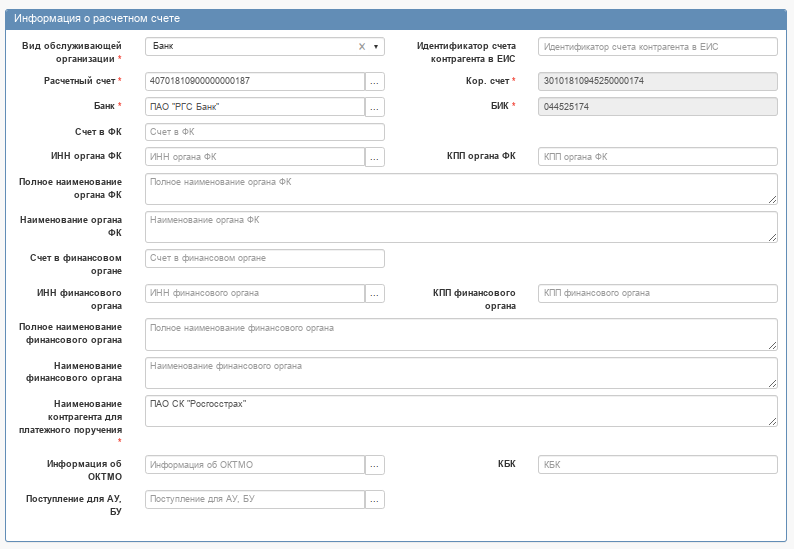 Информация о расчетном счете
Вид обслуживающей организации * Банк
Идентификатор счета контрагента в ЕИС Идентификатор счета контрагента в ЕИС
Расчетный счет * 40701810900000000187 ...
Кор. счет * 30101810945250000174
Банк * ПАО "РГС Банк" ...
БИК * 044525174
Счет в ФК Счет в ФК
ИНН органа ФК ИНН органа ФК ...
КПП органа ФК КПП органа ФК
Полное наименование органа ФК Полное наименование органа ФК
Наименование органа ФК Наименование органа ФК
Счет в финансовом органе Счет в финансовом органе
ИНН финансового органа ИНН финансового органа ...
КПП финансового органа КПП финансового органа
Полное наименование финансового органа Полное наименование финансового органа
Наименование финансового органа Наименование финансового органа
Наименование контрагента для платежного поручения * ПАО СК "Росгосстрах"
Информация об ОКТМО Информация об ОКТМО ...
КБК КБК
Поступление для АУ, БУ Поступление для АУ, БУ ...